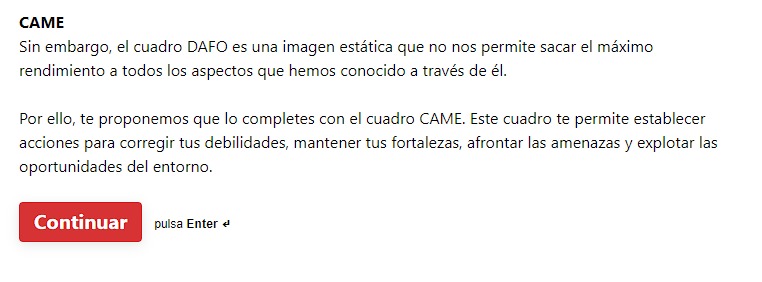 CAME
Sin embargo, el cuadro DAFO es una imagen estática que no nos permite sacar el máximo
rendimiento a todos los aspectos que hemos conocido a través de él.
Por ello, te proponemos que lo completes con el cuadro CAME. Este cuadro te permite establecer
acciones para corregir tus debilidades, mantener tus fortalezas, afrontar las amenazas y explotar las
oportunidades del entorno.
Continuar pulsa Enter ↵